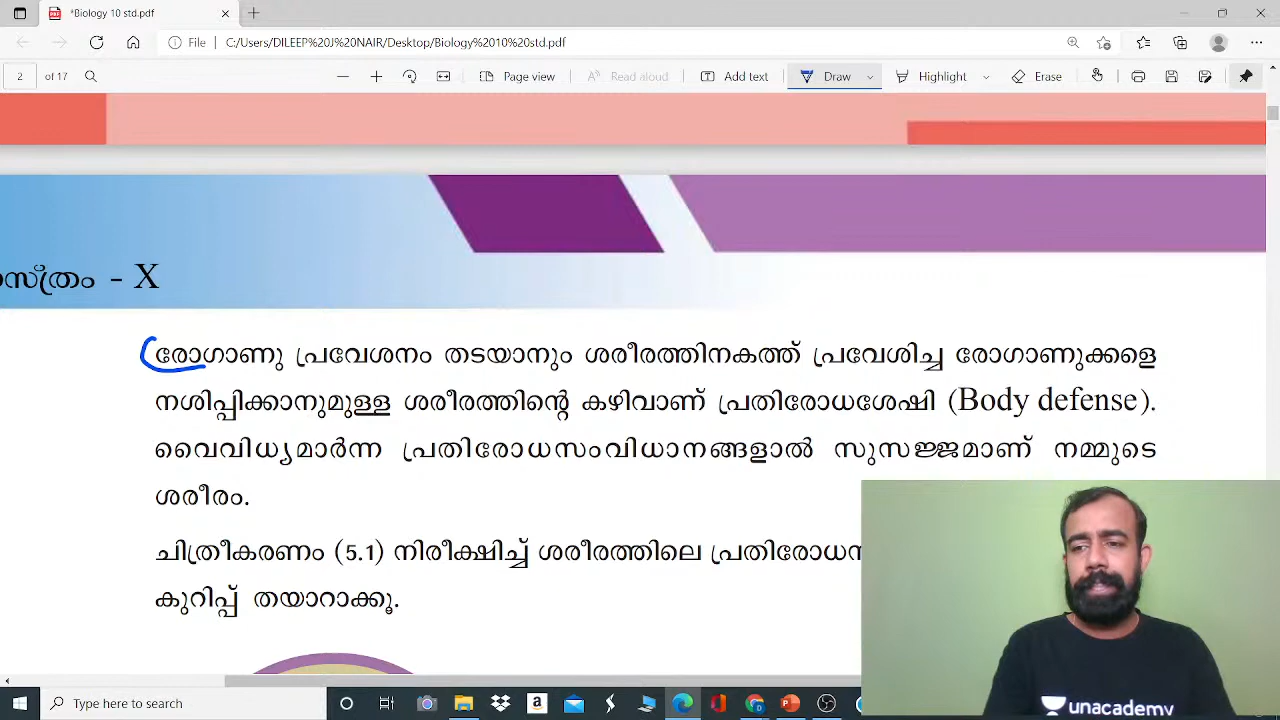 *Biology 10 std.pdf
File C:/Users/DILEEP%20J%20NAIR/Desktop/Biology%2010%20std.pdf
2 of 17 Page view Read aloud Add text Draw Highlight Erase
സ്ത്രം - X
രോഗാണു പ്രവേശനം തടയാനും ശരീരത്തിനകത്ത് പ്രവേശിച്ച രോഗാണുക്കളെ
നശിപ്പിക്കാനുമുള്ള ശരീരത്തിന്റെ കഴിവാണ് പ്രതിരോധശേഷി (Body defense).
വൈവിധ്യമാർന്ന പ്രതിരോധസംവിധാനങ്ങളാൽ സുസജ്ജമാണ് നമ്മുടെ
ശരീരം.
ചിത്രീകരണം (5.1) നിരീക്ഷിച്ച് ശരീരത്തിലെ
കുറിപ്പ് തയാറാക്കൂ.
unacademy
Type here to search